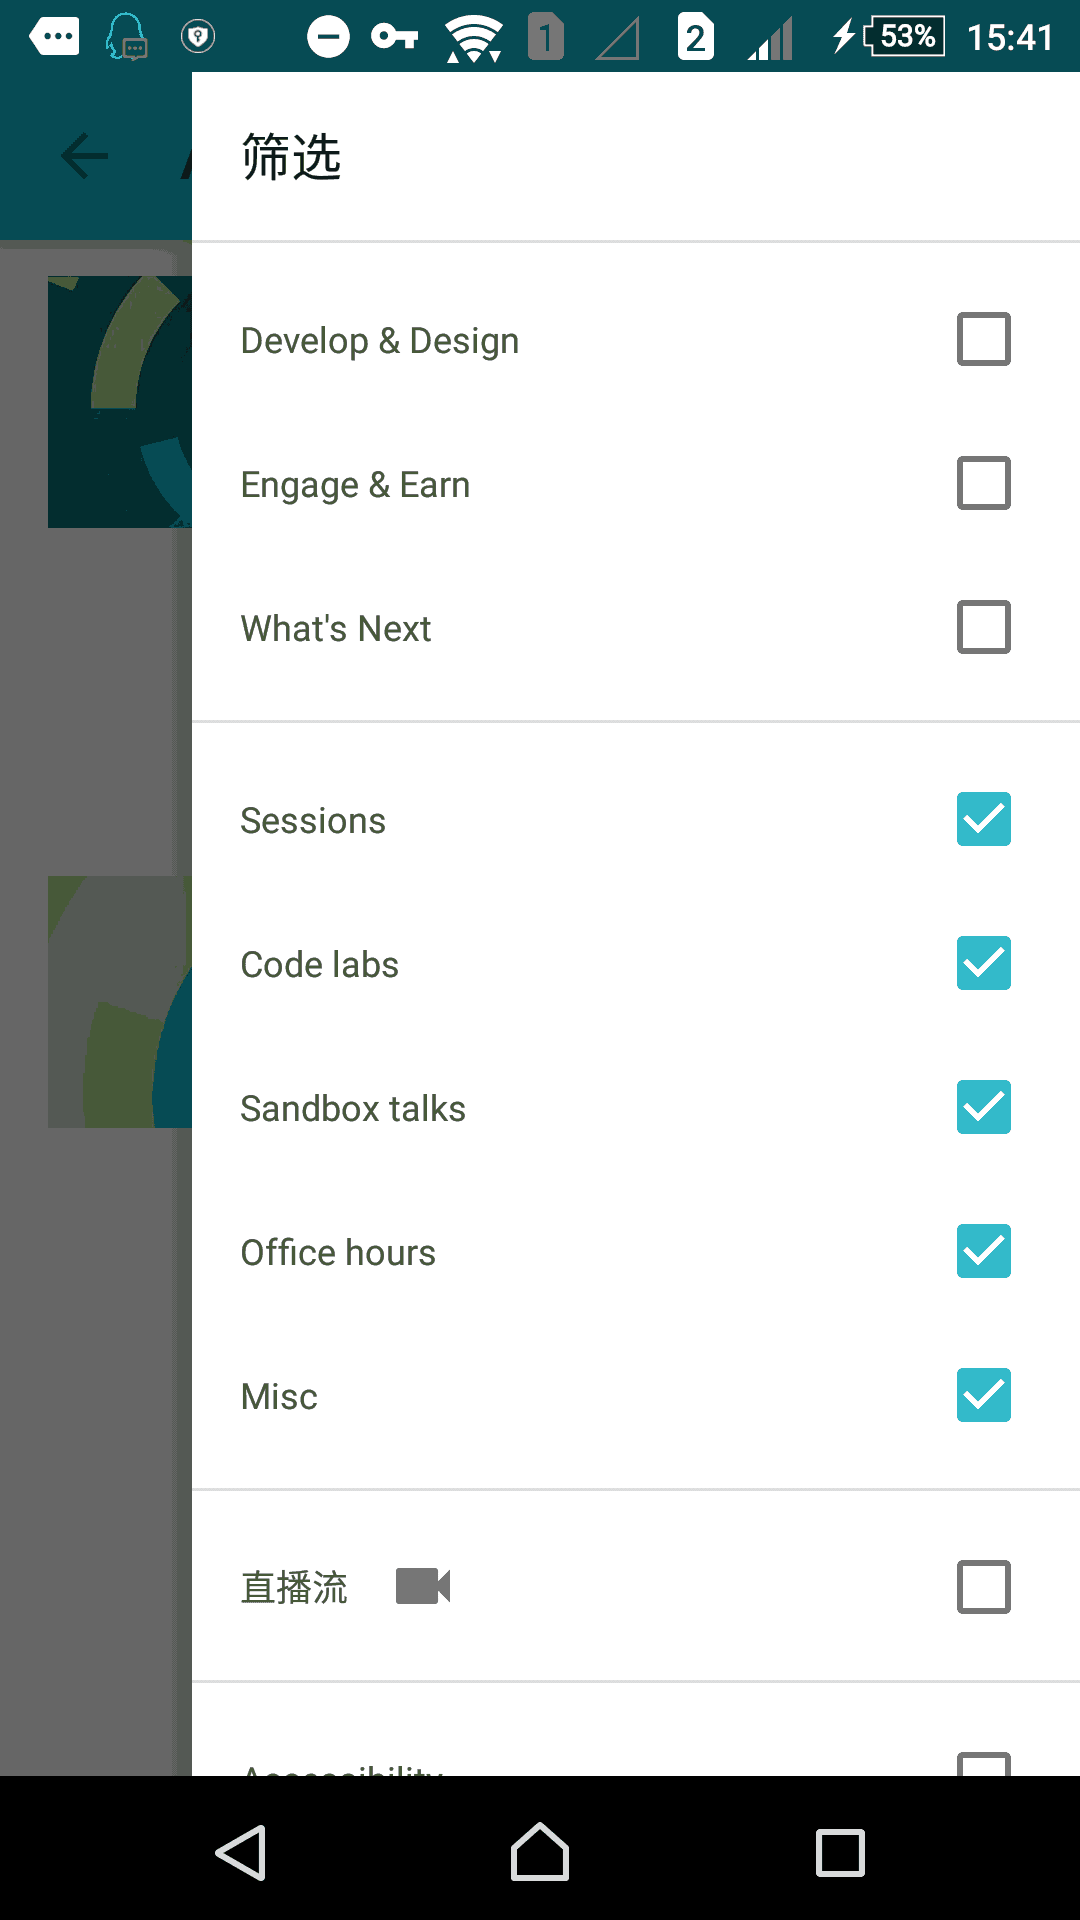 1
2
53%
15:41
筛选
Develop & Design
Engage & Earn
What's Next
Sessions
Code labs
Sandbox talks
Office hours
Misc
直播流
Accessibility